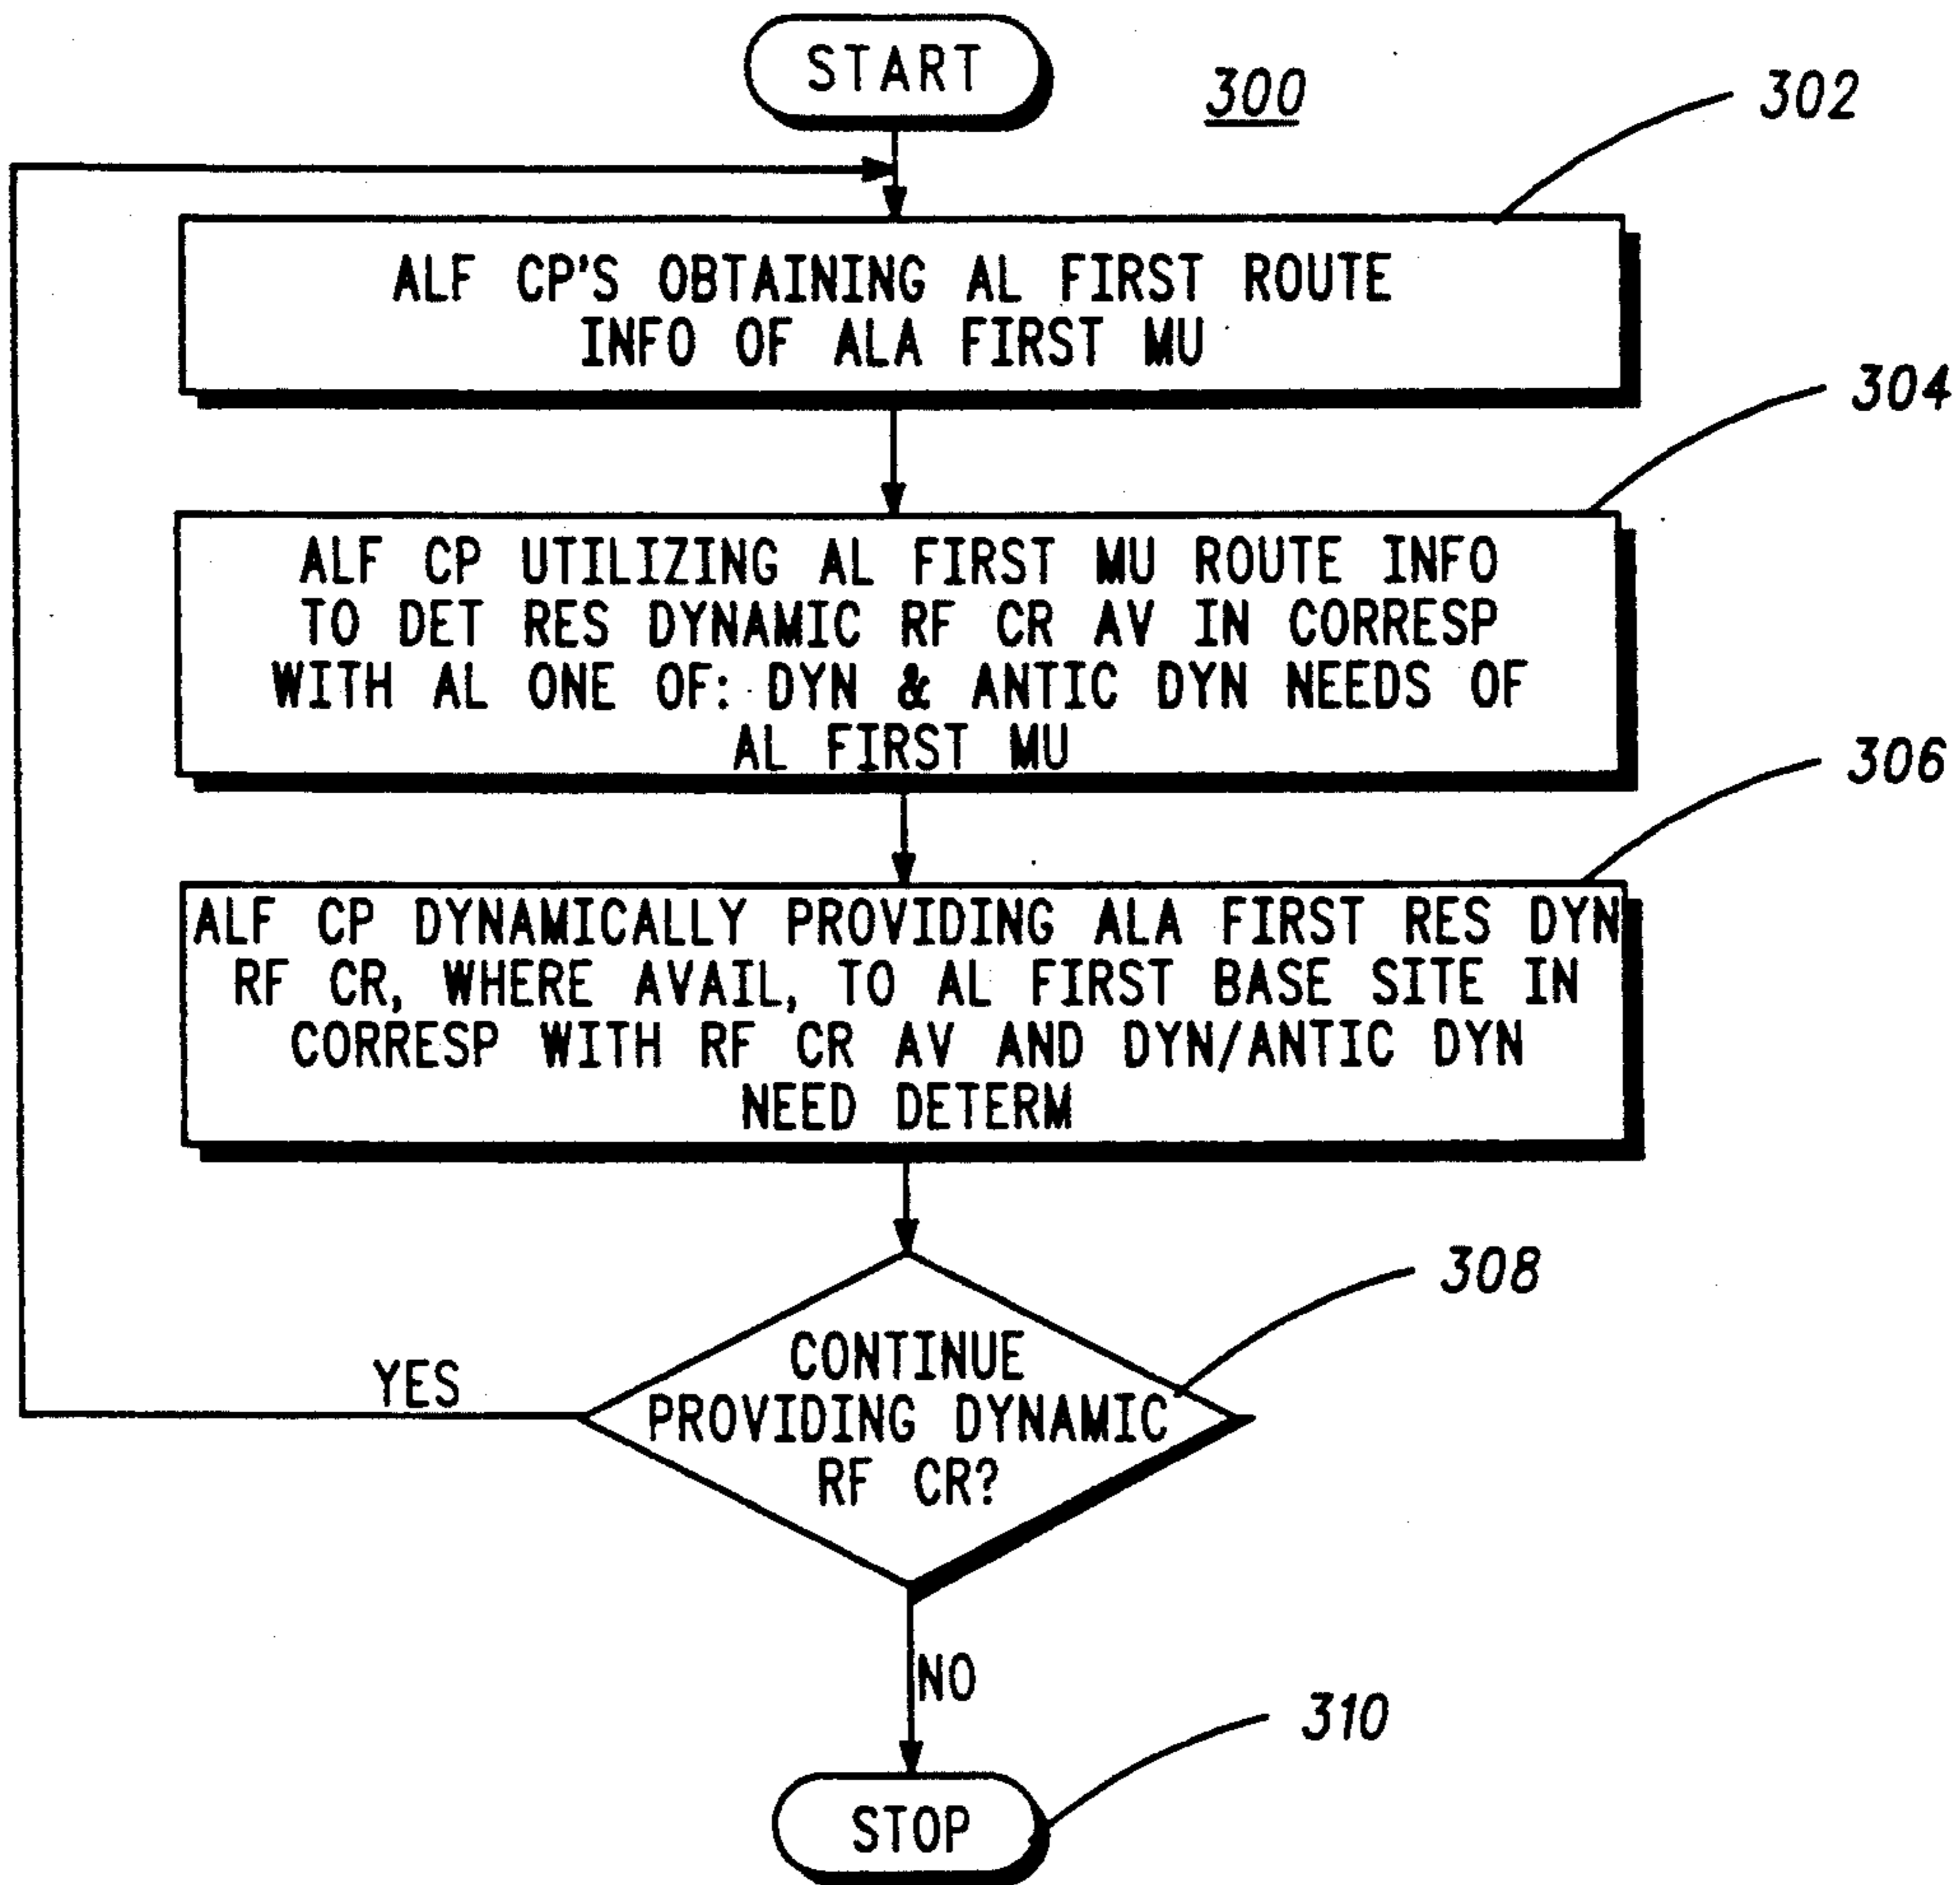 START
300
302
ALF CP'S OBTAINING AL FIRST ROUTE
INFO OF ALA FIRST MU
304
ALF CP UTILIZING AL FIRST MU ROUTE INFO
TO DET RES DYNAMIC RF CR AV IN CORRESP
WITH AL ONE OF: DYN & ANTIC DYN NEEDS OF
AL FIRST MU
306
ALF CP DYNAMICALLY PROVIDING ALA FIRST RES DYN
RF CR, WHERE AVAIL, TO AL FIRST BASE SITE IN
CORRESP WITH RF CR AV AND DYN/ANTIC DYN
NEED DETERM
308
CONTINUE
PROVIDING DYNAMIC
RF CR?
YES
NO
310
STOP